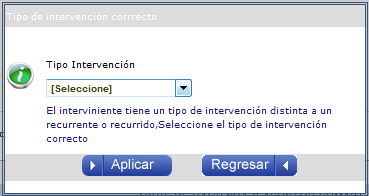 Tipo de intervención corrrecto
Tipo Intervención
[Seleccione]
El interviniente tiene un tipo de intervención distinta a un
recurrente o recurrido,Seleccione el tipo de intervención
correcto
Aplicar
Regresar